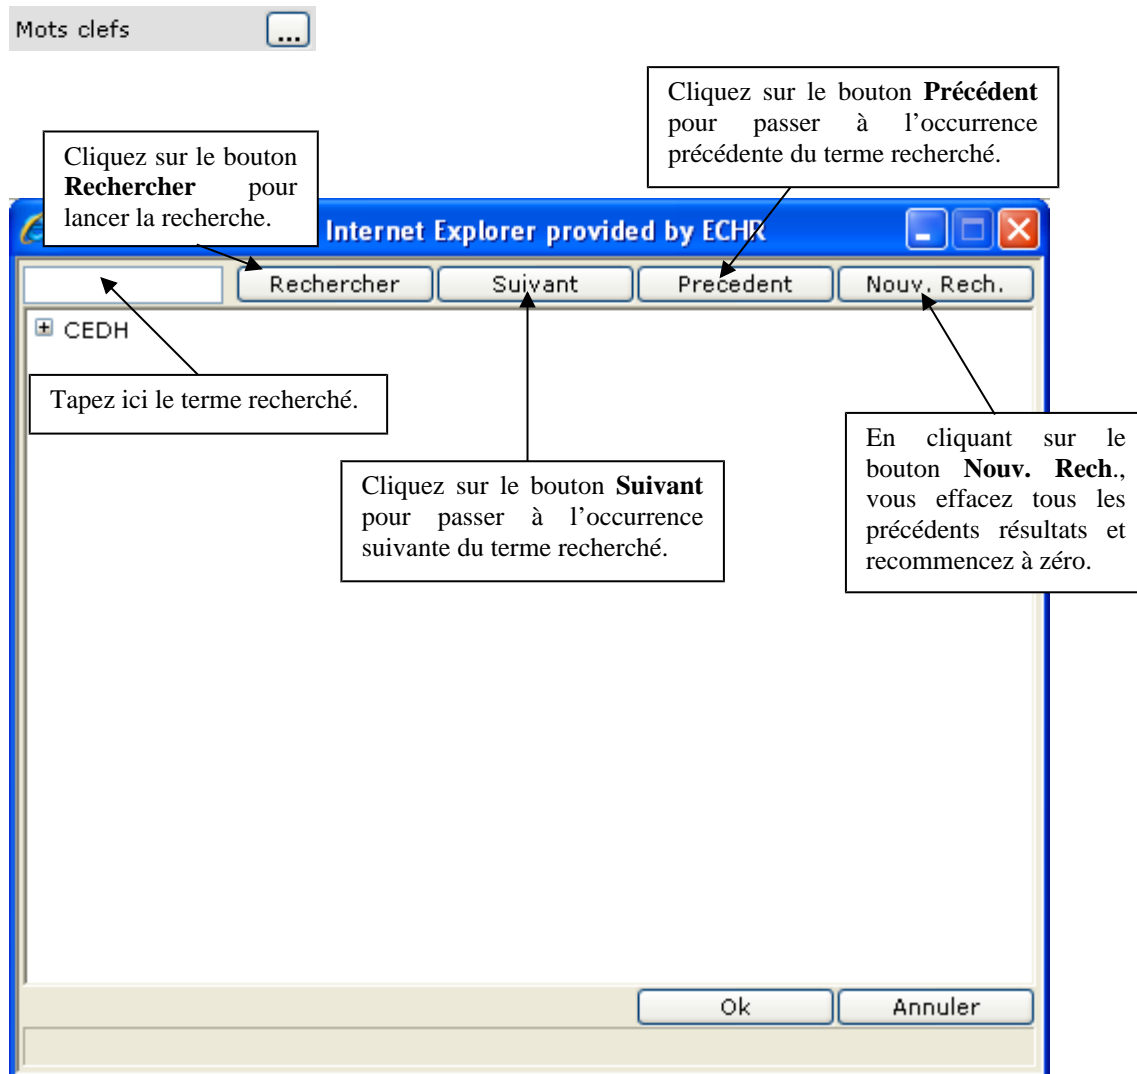 Mots clefs
...
Cliquez sur le bouton Précédent
pour passer à l’occurrence
précédente du terme recherché.
Cliquez sur le bouton
Rechercher pour
lancer la recherche.
Internet Explorer provided by ECHR
Rechercher
Suivant
Precedent
Nouv. Rech.
CEDH
Tapez ici le terme recherché.
Cliquez sur le bouton Suivant
pour passer à l’occurrence
suivante du terme recherché.
En cliquant sur le
bouton Nouv. Rech.,
vous effacez tous les
précédents résultats et
recommencez à zéro.
Ok
Annuler